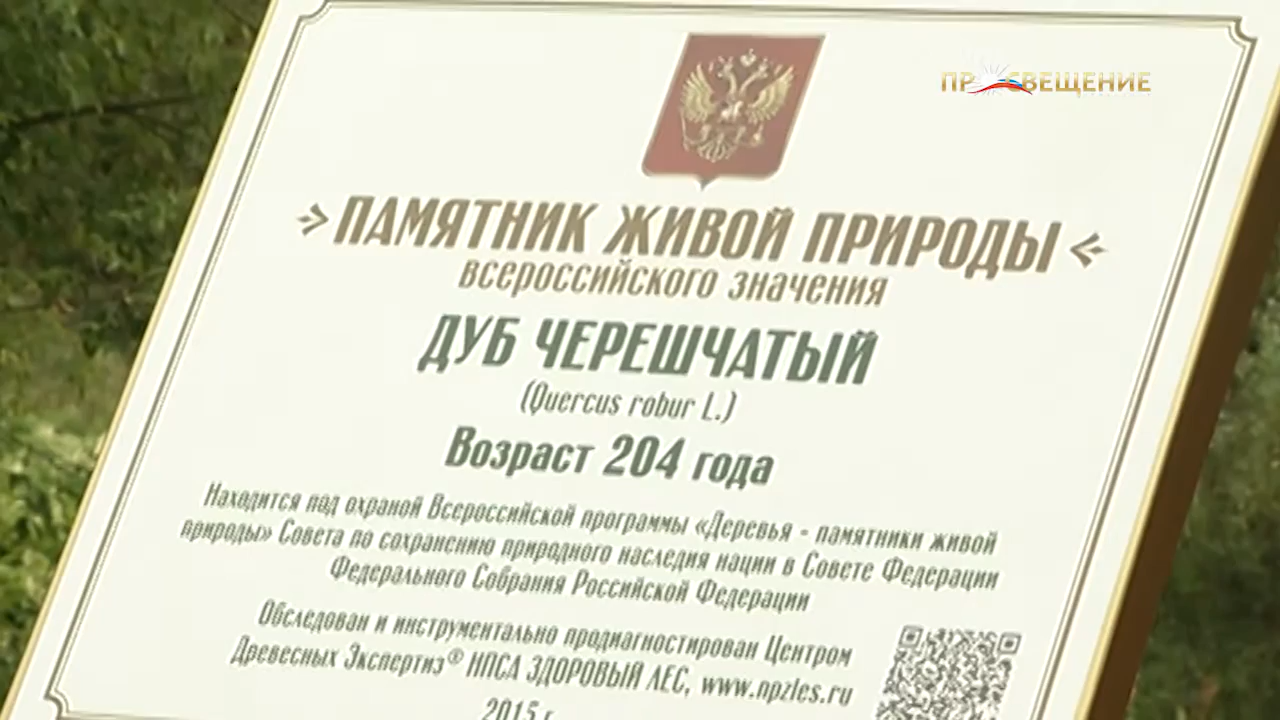 ПРОСВЕЩЕНИЕ
ПАМЯТНИК ЖИВОЙ ПРИРОДЫ
всероссийского значения
ДУБ ЧЕРЕШЧАТЫЙ
(Quercus robur L.)
Возраст 204 года
Находится под охраной Всероссийской программы «Деревья - памятники живой
природы» Совета по сохранению природного наследия нации в Совете Федерации
Федерального Собрания Российской Федерации
Обследован и инструментально продиагностирован Центром
Древесных Экспертиз® НПСА ЗДОРОВЫЙ ЛЕС, www.npzles.ru
2015 г.